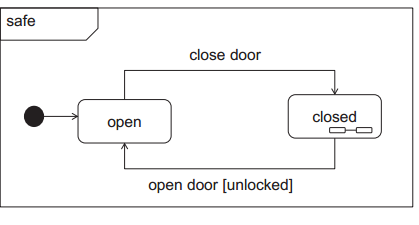 safe
close door
open
closed
open door [unlocked]